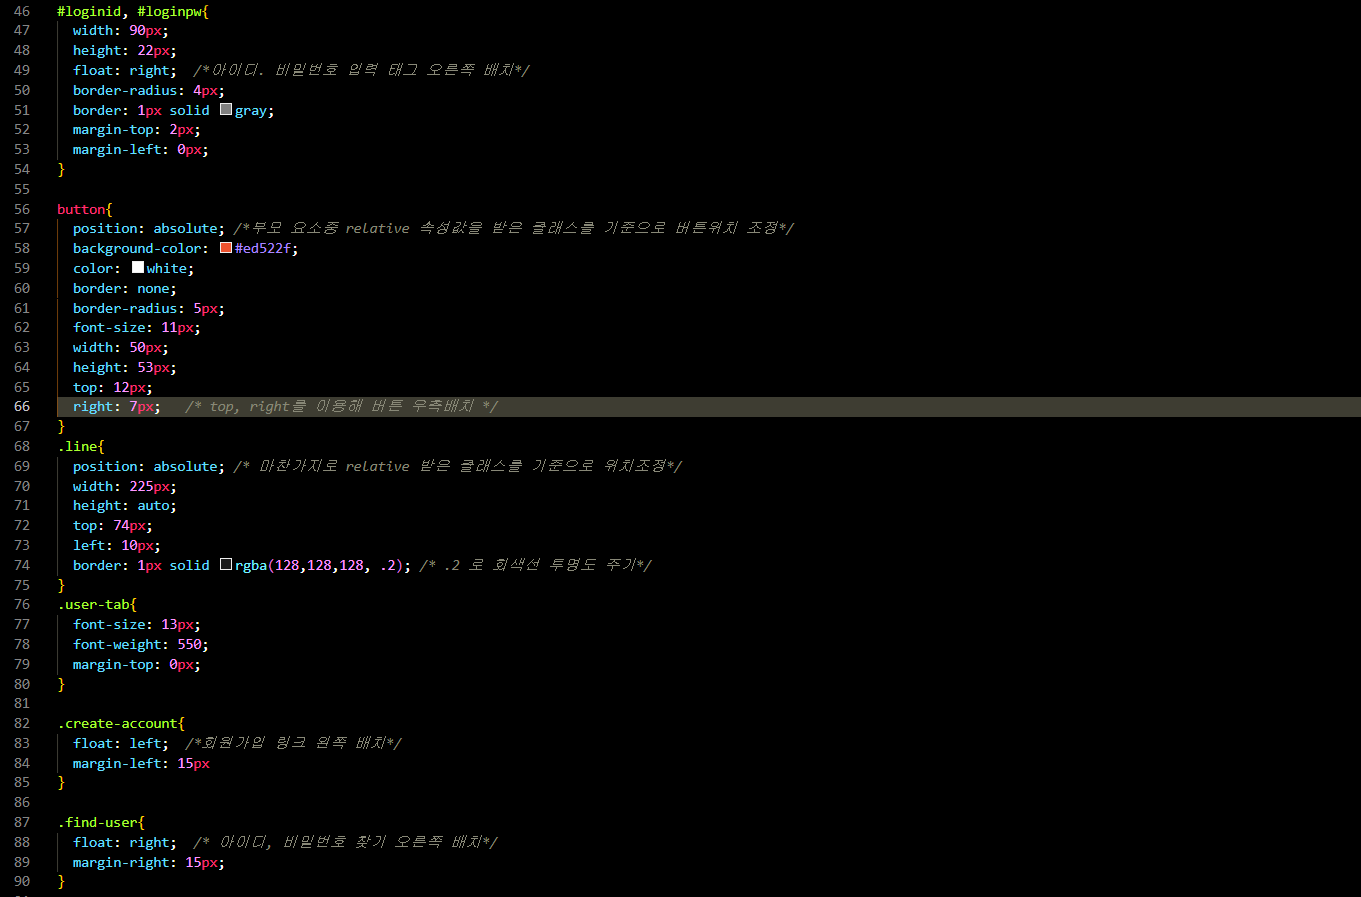 46 #loginid, #loginpw{
47 width: 90px;
48 height: 22px;
49 float: right; /*아이디. 비밀번호 입력 태그 오른쪽 배치*/
50 border-radius: 4px;
51 border: 1px solid gray;
52 margin-top: 2px;
53 margin-left: 0px;
54 }
55
56 button{
57 position: absolute; /*부모 요소중 relative 속성값을 받은 클래스를 기준으로 버튼위치 조정*/
58 background-color: #ed522f;
59 color: white;
60 border: none;
61 border-radius: 5px;
62 font-size: 11px;
63 width: 50px;
64 height: 53px;
65 top: 12px;
66 right: 7px; /* top, right를 이용해 버튼 우측배치 */
67 }
68 .line{
69 position: absolute; /* 마찬가지로 relative 받은 클래스를 기준으로 위치조정*/
70 width: 225px;
71 height: auto;
72 top: 74px;
73 left: 10px;
74 border: 1px solid rgba(128,128,128, .2); /* .2 로 회색선 투명도 주기*/
75 }
76 .user-tab{
77 font-size: 13px;
78 font-weight: 550;
79 margin-top: 0px;
80 }
81
82 .create-account{
83 float: left; /*회원가입 링크 왼쪽 배치*/
84 margin-left: 15px
85 }
86
87 .find-user{
88 float: right; /* 아이디, 비밀번호 찾기 오른쪽 배치*/
89 margin-right: 15px;
90 }